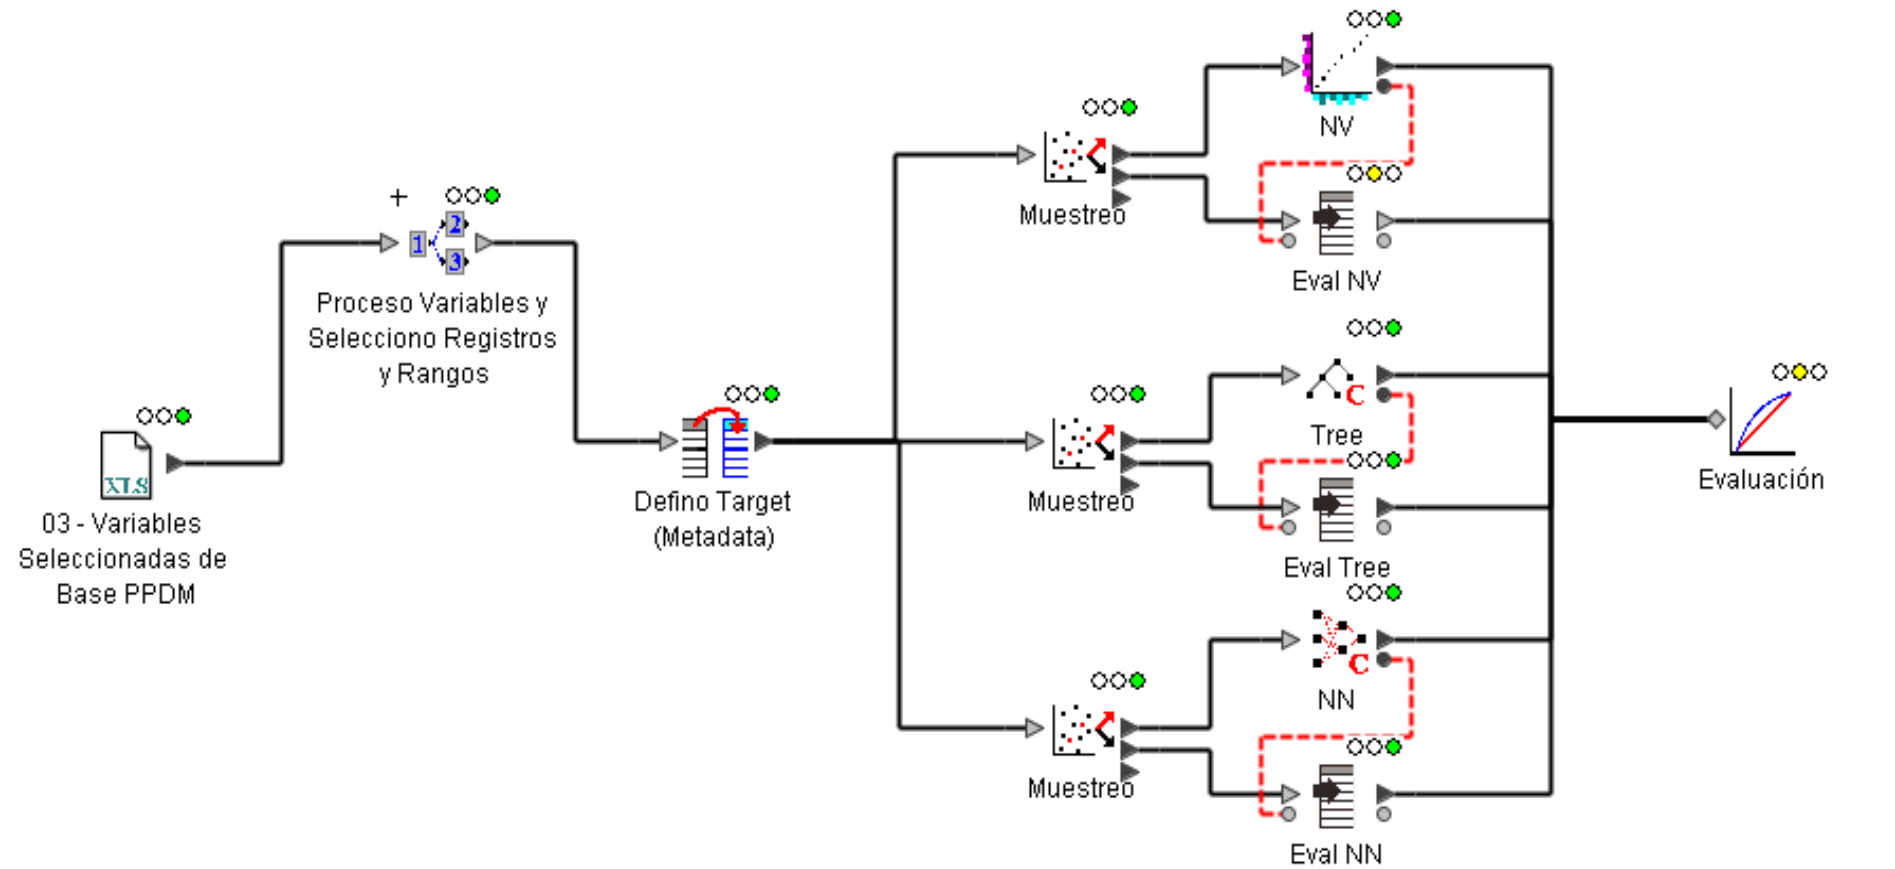 03 - Variables
Seleccionadas de
Base PPDM
XLS
Proceso Variables y
Selecciono Registros
y Rangos
1
2
3
Defino Target
(Metadata)
Muestreo
NV
Eval NV
Muestreo
C
Tree
Eval Tree
Muestreo
C
NN
Eval NN
Evaluación